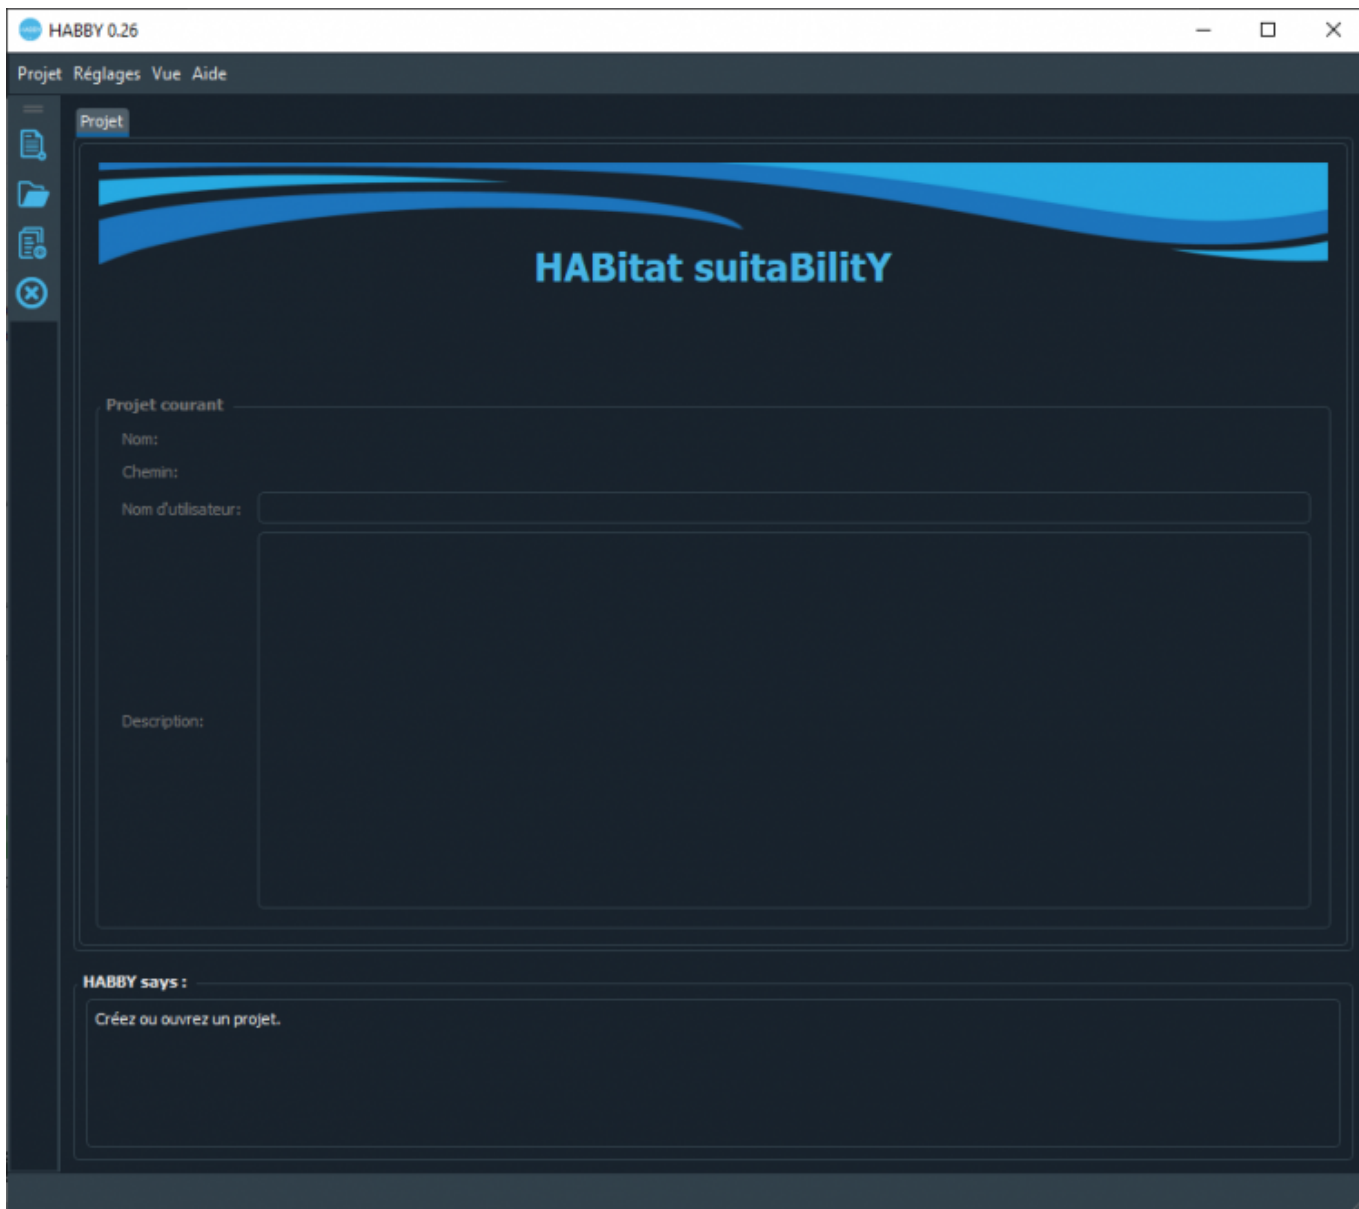 HABBY 0.26
Projet Réglages Vue Aide
Projet
HABitat suitaBilitY
Projet courant
Nom:
Chemin:
Nom d'utilisateur:
Description:
HABBY says :
Créez ou ouvrez un projet.